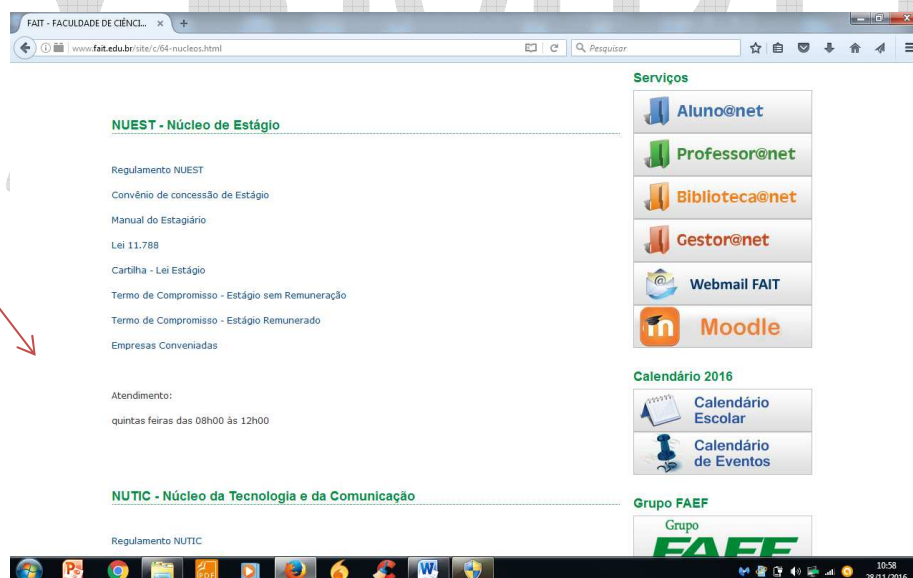 FAIT - FACULDADE DE CIÊNCI...
www.fait.edu.br/site/c/64-nucleos.html
Pesquisar
NUEST - Núcleo de Estágio
Regulamento NUEST
Convênio de concessão de Estágio
Manual do Estagiário
Lei 11.788
Cartilha - Lei Estágio
Termo de Compromisso - Estágio sem Remuneração
Termo de Compromisso - Estágio Remunerado
Empresas Conveniadas
Atendimento:
quintas feiras das 08h00 às 12h00
NUTIC - Núcleo da Tecnologia e da Comunicação
Regulamento NUTIC
Serviços
Aluno@net
Professor@net
Biblioteca@net
Gestor@net
Webmail FAIT
Moodle
Calendário 2016
Calendário
Escolar
Calendário
de Eventos
Grupo FAEF
Grupo
FAEF
10:58
28/11/2016